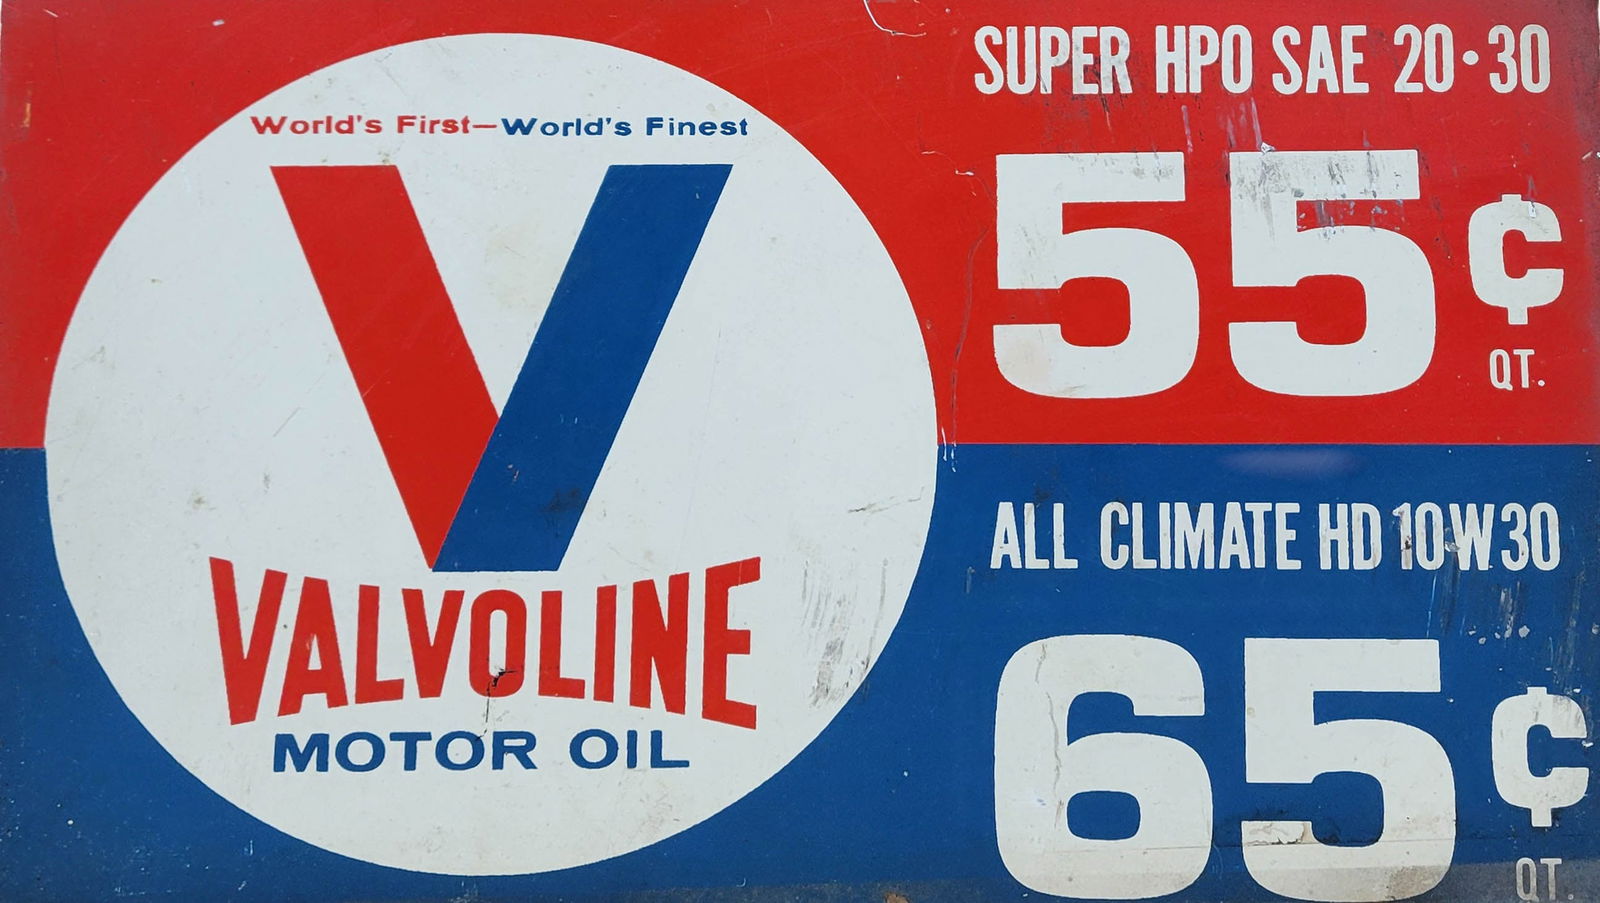 World's First—World's Finest
V
VALVOLINE
MOTOR OIL
SUPER HPO SAE 20•30
55¢
QT.
ALL CLIMATE HD 10W30
65¢
QT.